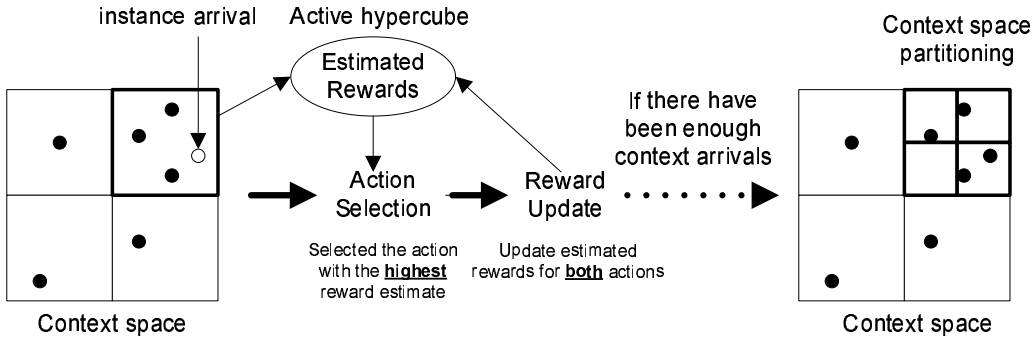 instance arrival
Active hypercube
Estimated
Rewards
Context space
partitioning
If there have
been enough
context arrivals
Action
Selection
Reward
Update
Selected the action
with the highest
reward estimate
Update estimated
rewards for both actions
Context space
Context space